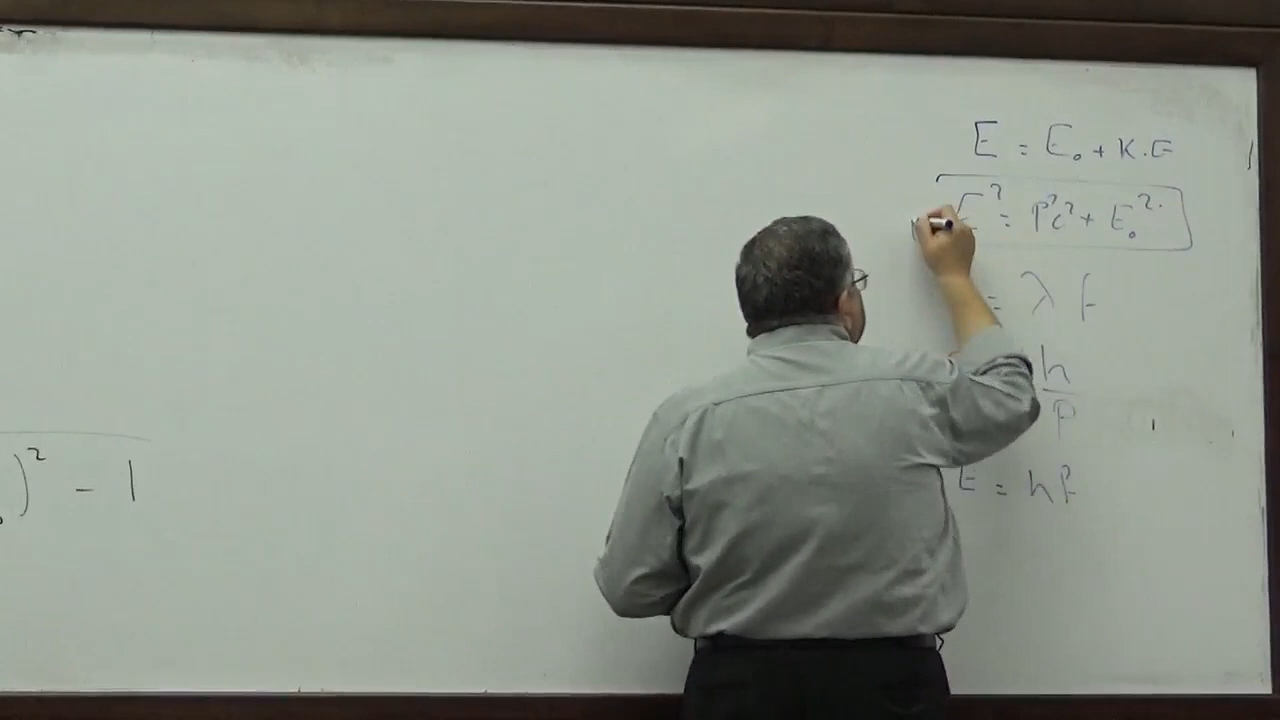 E = E₀ + K.E
E² = P²c² + E₀²
= λ f
h
P
E = hf
)² - 1